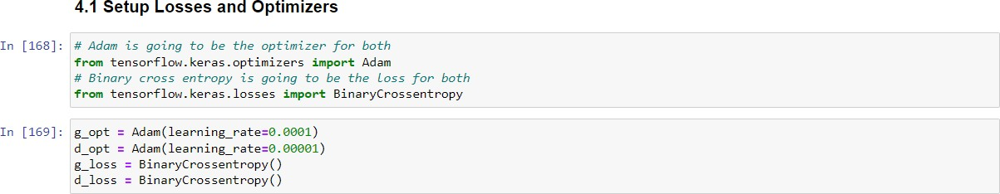 4.1 Setup Losses and Optimizers
In [168]: # Adam is going to be the optimizer for both
from tensorflow.keras.optimizers import Adam
# Binary cross entropy is going to be the loss for both
from tensorflow.keras.losses import BinaryCrossentropy
In [169]: g_opt = Adam(learning_rate=0.0001)
d_opt = Adam(learning_rate=0.00001)
g_loss = BinaryCrossentropy()
d_loss = BinaryCrossentropy()